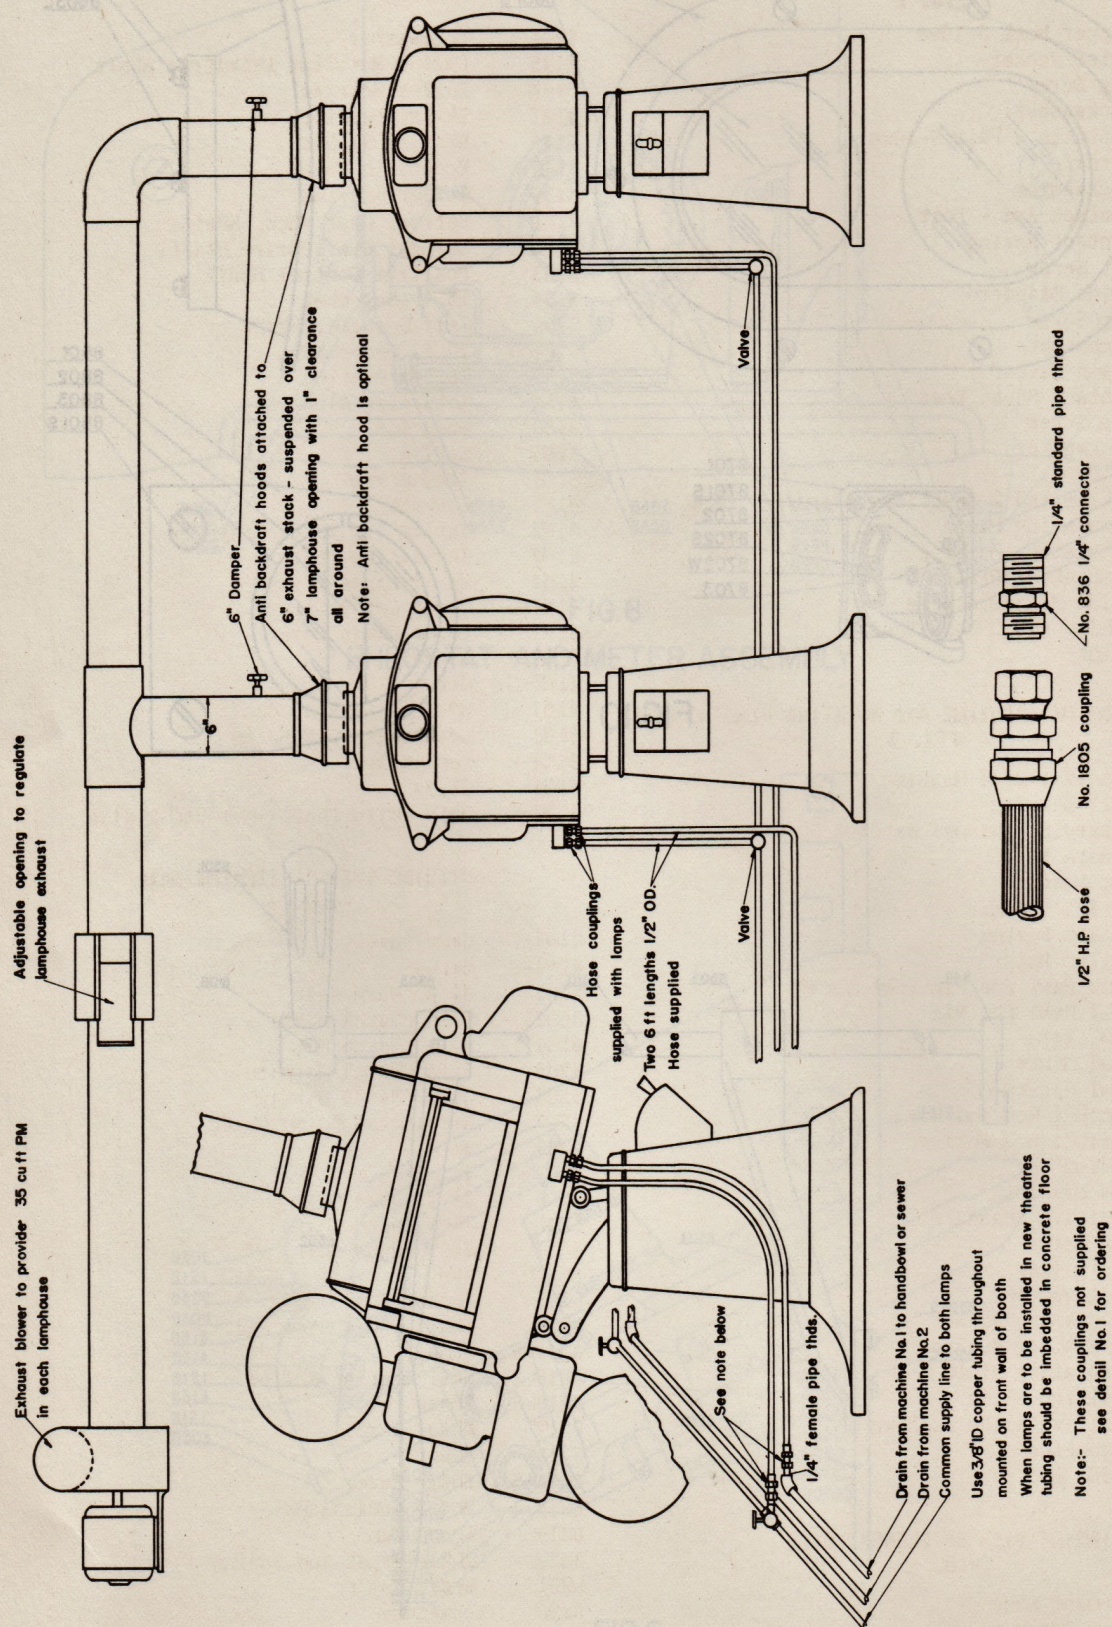 Exhaust blower to provider 35 cu ft PM
in each lamphouse
Adjustable opening to regulate
lamphouse exhaust
6"
6" Damper
Anti backdraft hoods attached to
6" exhaust stack - suspended over
7" lamphouse opening with 1" clearance
all around
Note: Anti backdraft hood is optional
Hose couplings
supplied with lamps
Two 6 ft lengths 1/2" OD.
Hose supplied
Valve
Valve
See note below
1/4" female pipe thds.
Drain from machine No.1 to handbowl or sewer
Drain from machine No.2
Common supply line to both lamps
Use 3/8" ID copper tubing throughout
mounted on front wall of booth
When lamps are to be installed in new theatres
tubing should be imbedded in concrete floor
Note:- These couplings not supplied
see detail No.1 for ordering
1/2" H.P. hose
No. 1805 coupling
No. 836 1/4" connector
1/4" standard pipe thread